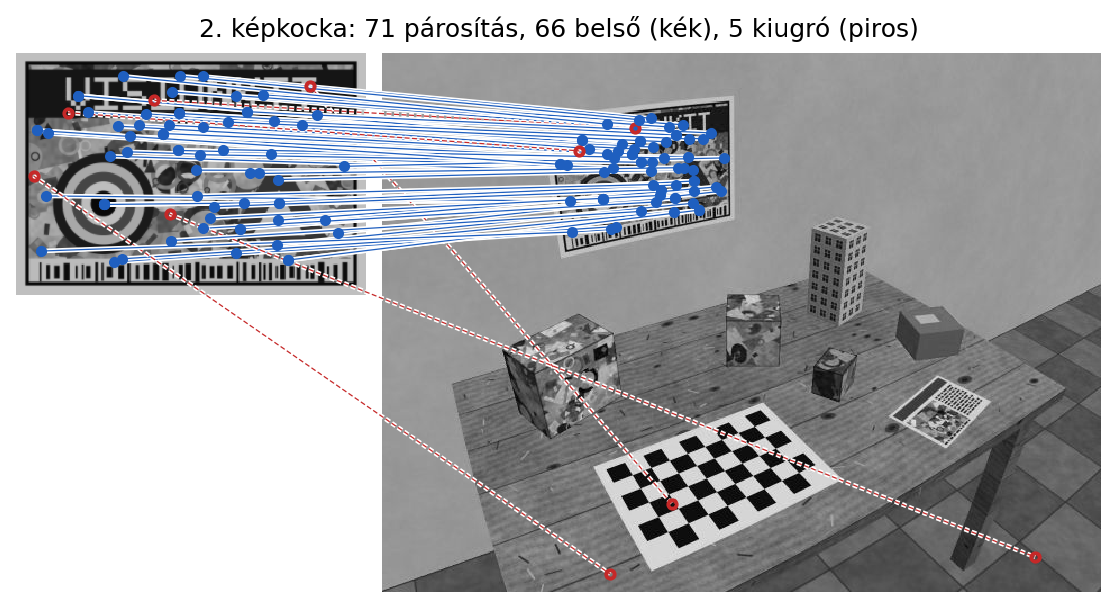 2. képkocka: 71 párosítás, 66 belső (kék), 5 kiugró (piros)